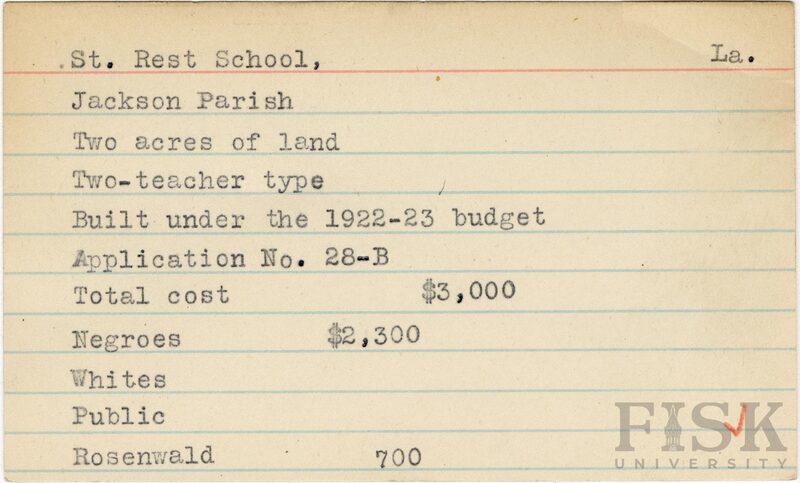 St. Rest School, La.
Jackson Parish
Two acres of land
Two-teacher type
Built under the 1922-23 budget
Application No. 28-B
Total cost $3,000
Negroes $2,300
Whites
Public
Rosenwald 700
FISK
UNIVERSITY